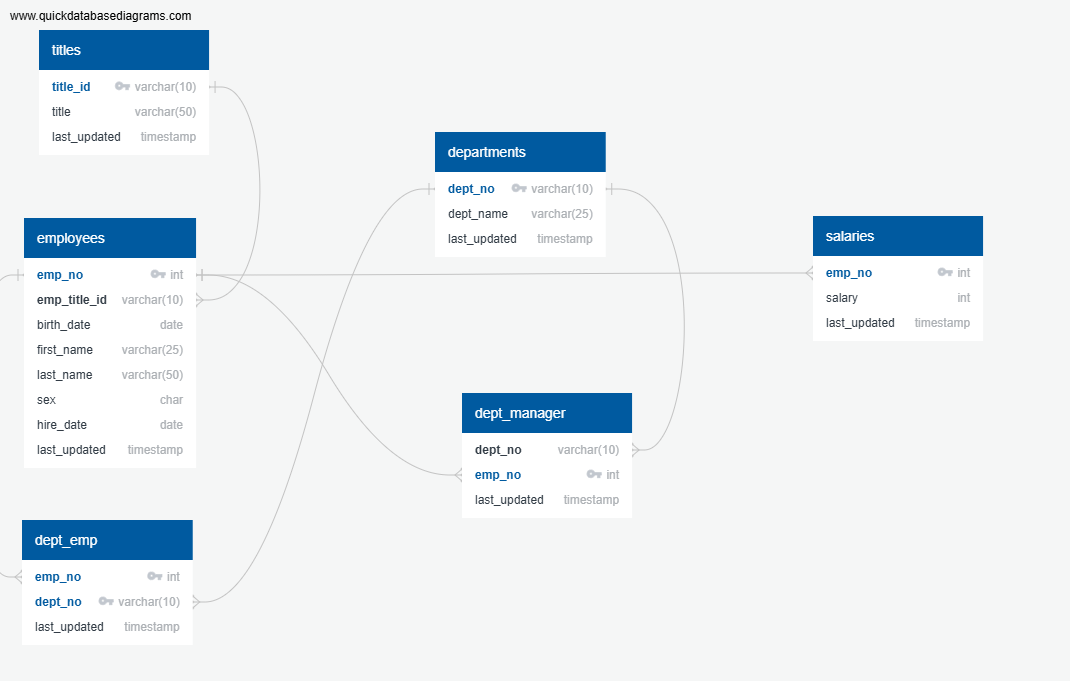 www.quickdatabasediagrams.com
titles
title_id varchar(10)
title varchar(50)
last_updated timestamp
departments
dept_no varchar(10)
dept_name varchar(25)
last_updated timestamp
employees
emp_no int
emp_title_id varchar(10)
birth_date date
first_name varchar(25)
last_name varchar(50)
sex char
hire_date date
last_updated timestamp
salaries
emp_no int
salary int
last_updated timestamp
dept_manager
dept_no varchar(10)
emp_no int
last_updated timestamp
dept_emp
emp_no int
dept_no varchar(10)
last_updated timestamp